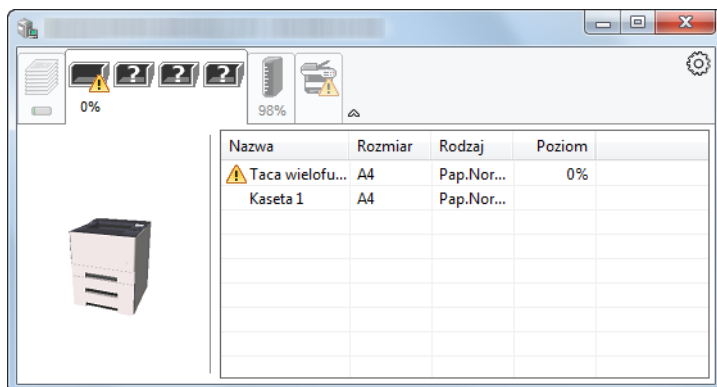 0%
98%
Nazwa Rozmiar Rodzaj Poziom
Taca wielofu... A4 Pap.Nor... 0%
Kaseta 1 A4 Pap.Nor...